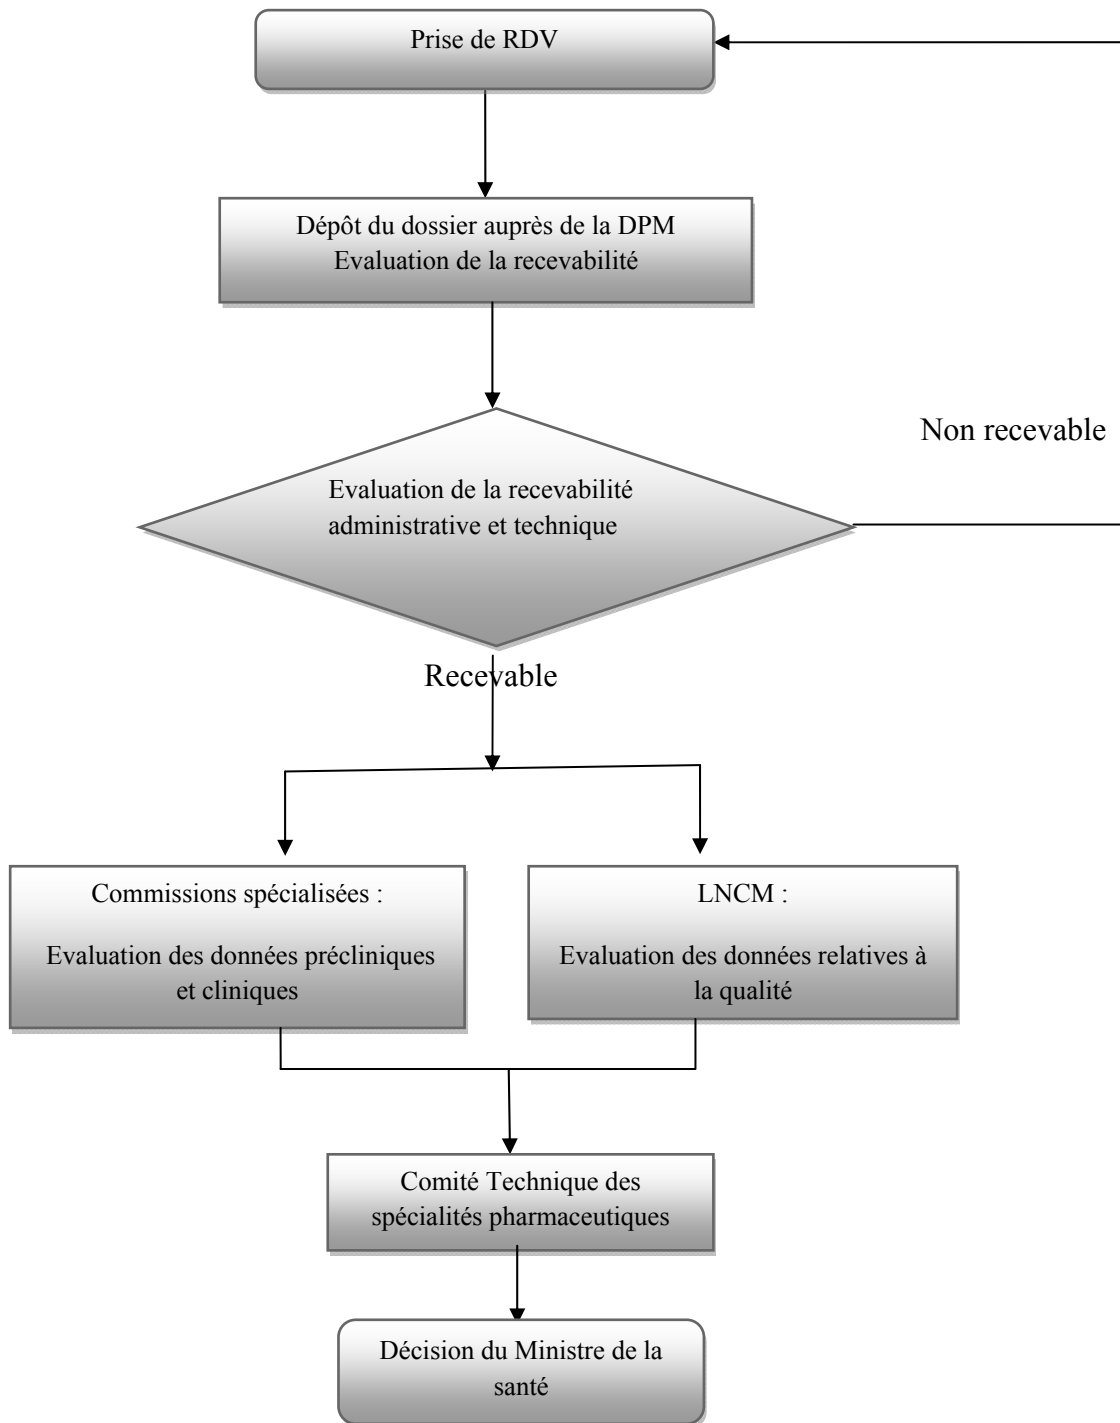 Prise de RDV
Dépôt du dossier auprès de la DPM
Evaluation de la recevabilité
Non recevable
Evaluation de la recevabilité
administrative et technique
Recevable
Commissions spécialisées :
Evaluation des données précliniques
et cliniques
LNCM :
Evaluation des données relatives à
la qualité
Comité Technique des
spécialités pharmaceutiques
Décision du Ministre de la
santé